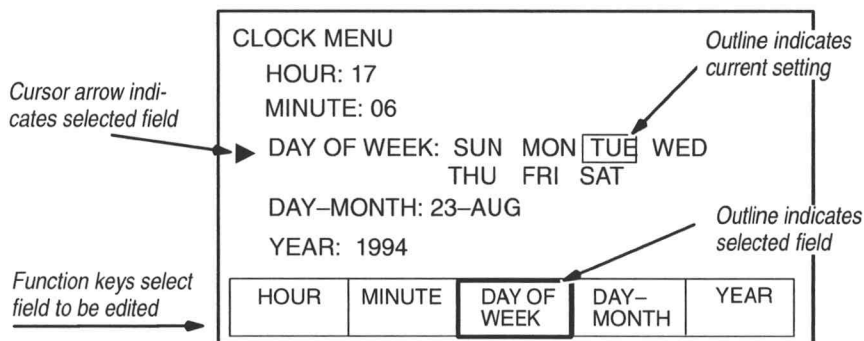 CLOCK MENU
HOUR: 17
MINUTE: 06
DAY OF WEEK: SUN MON TUE WED
THU FRI SAT
DAY–MONTH: 23–AUG
YEAR: 1994
HOUR
MINUTE
DAY OF
WEEK
DAY–
MONTH
YEAR
Cursor arrow indi-
cates selected field
Function keys select
field to be edited
Outline indicates
current setting
Outline indicates
selected field